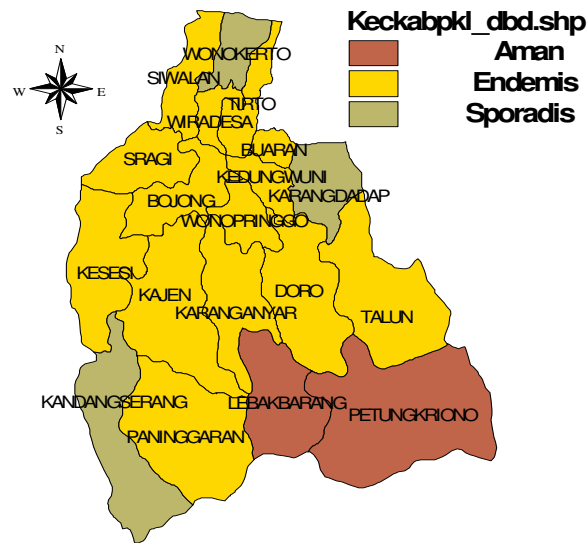 Keckabpkl_dbd.shp
Aman
Endemis
Sporadis
N
W E
S
WONOKERTO
SIWALAN
TIRTO
WIRADESA
BUARAN
SRAGI
KEDUNGWUNI
KARANGDADAP
BOJONG
WONOPRINGGO
KESESI
KAJEN
DORO
KARANGANYAR
TALUN
KANDANGSERANG
LEBAKBARANG
PETUNGKRIONO
PANINGGARAN